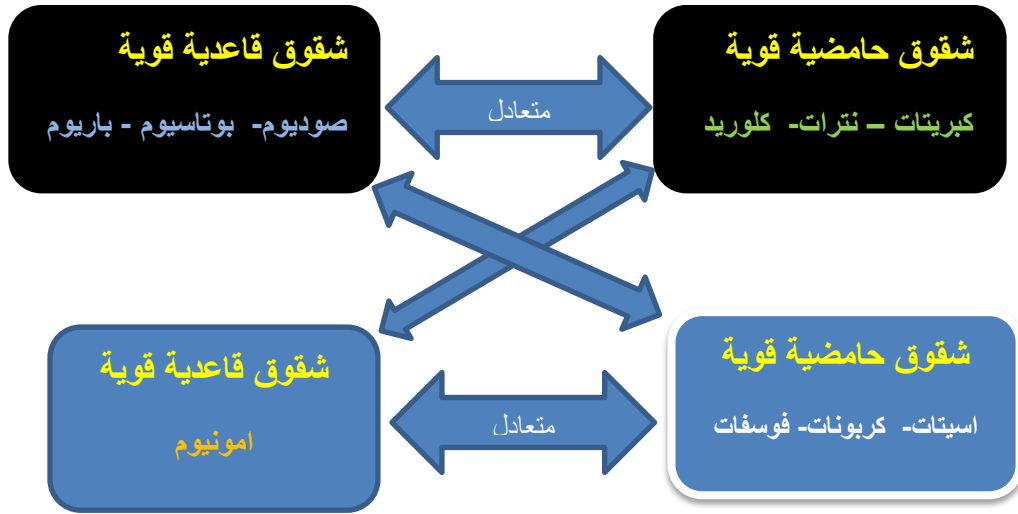 شقوق حامضية قوية
كبريتات – نترات- كلوريد
متعادل
شقوق قاعدية قوية
صوديوم- بوتاسيوم - باريوم
شقوق حامضية قوية
اسيتات- كربونات- فوسفات
متعادل
شقوق قاعدية قوية
امونيوم